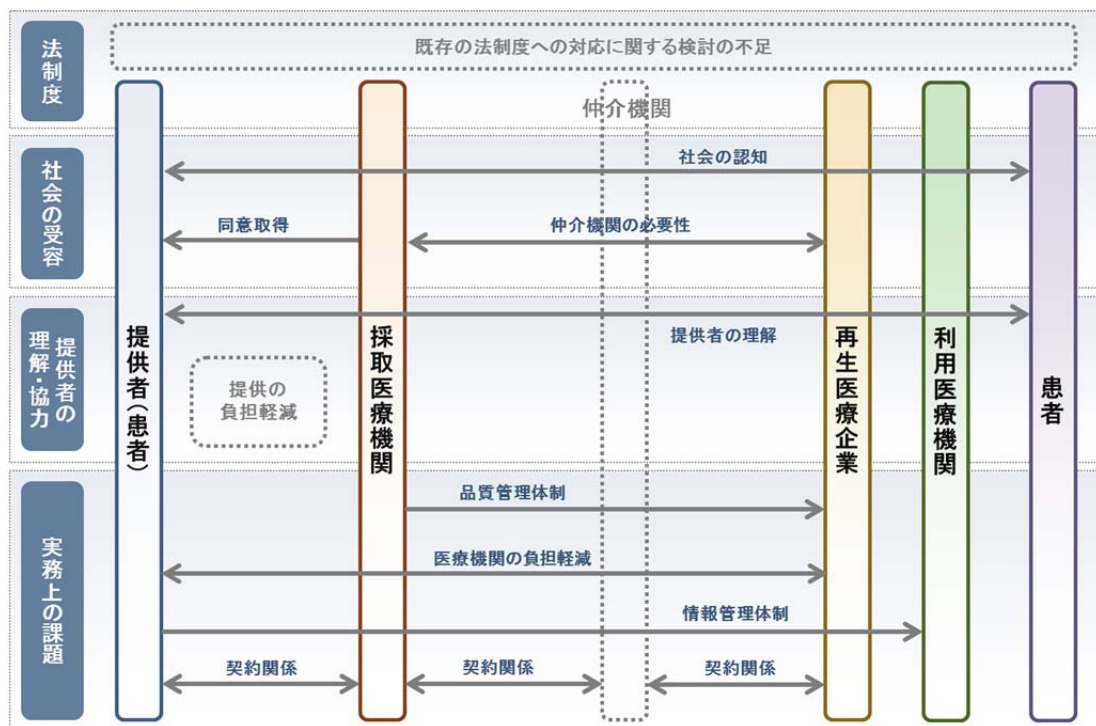 法制度
既存の法制度への対応に関する検討の不足
仲介機関
社会の受容
社会の認知
同意取得
仲介機関の必要性
提供者の
理解・協力
提供者の理解
提供の
負担軽減
提供者(患者)
採取医療機関
再生医療企業
利用医療機関
患者
実務上の課題
品質管理体制
医療機関の負担軽減
情報管理体制
契約関係
契約関係
契約関係